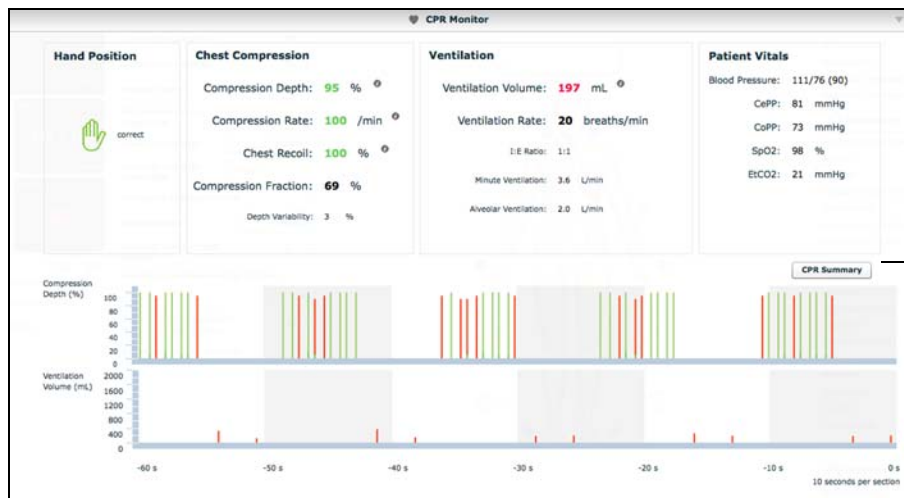 CPR Monitor
Hand Position
correct
Chest Compression
Compression Depth: 95 %
Compression Rate: 100 /min
Chest Recoil: 100 %
Compression Fraction: 69 %
Depth Variability: 3 %
Ventilation
Ventilation Volume: 197 mL
Ventilation Rate: 20 breaths/min
I:E Ratio: 1:1
Minute Ventilation: 3.6 L/min
Alveolar Ventilation: 2.0 L/min
Patient Vitals
Blood Pressure: 111/76 (90)
CePP: 81 mmHg
CoPP: 73 mmHg
SpO2: 98 %
EtCO2: 21 mmHg
CPR Summary
Compression
Depth (%)
100
80
60
40
20
0
Ventilation
Volume (mL)
2000
1600
1200
800
400
0
-60 s -50 s -40 s -30 s -20 s -10 s 0 s
10 seconds per section